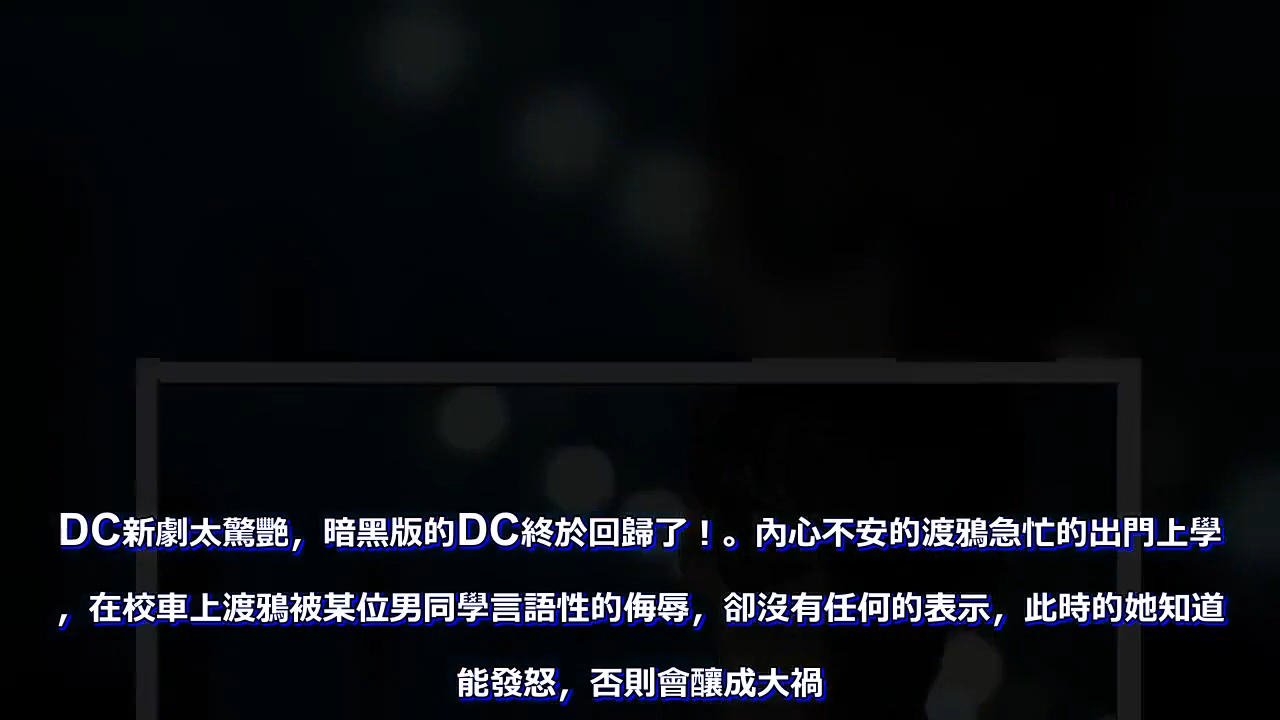 DC新劇太驚艷，暗黑版的DC終於回歸了！。內心不安的渡鴉急忙的出門上學
，在校車上渡鴉被某位男同學言語性的侮辱，卻沒有任何的表示，此時的她知道
能發怒，否則會釀成大禍